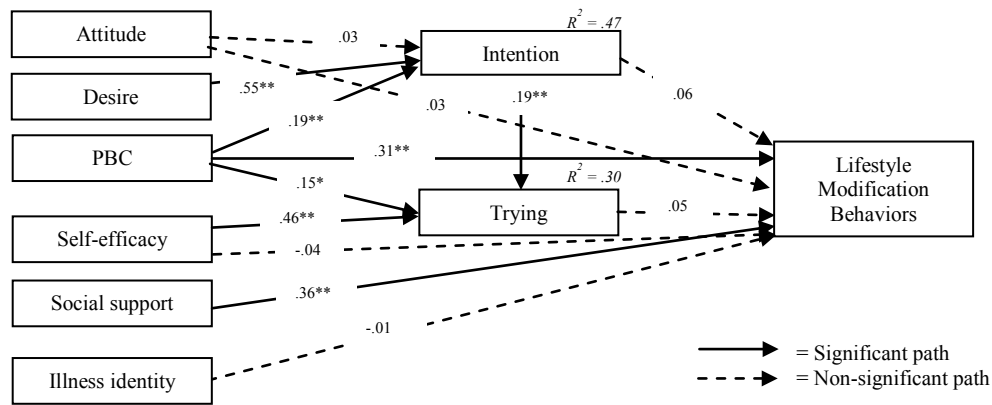 R² = .47
Attitude
.03
Intention
Desire
.55**
.06
.03
.19**
.19**
PBC
.31**
Lifestyle
Modification
Behaviors
R² = .30
.15*
Trying
.05
.46**
Self-efficacy
-.04
Social support
.36**
-.01
= Significant path
Illness identity
= Non-significant path